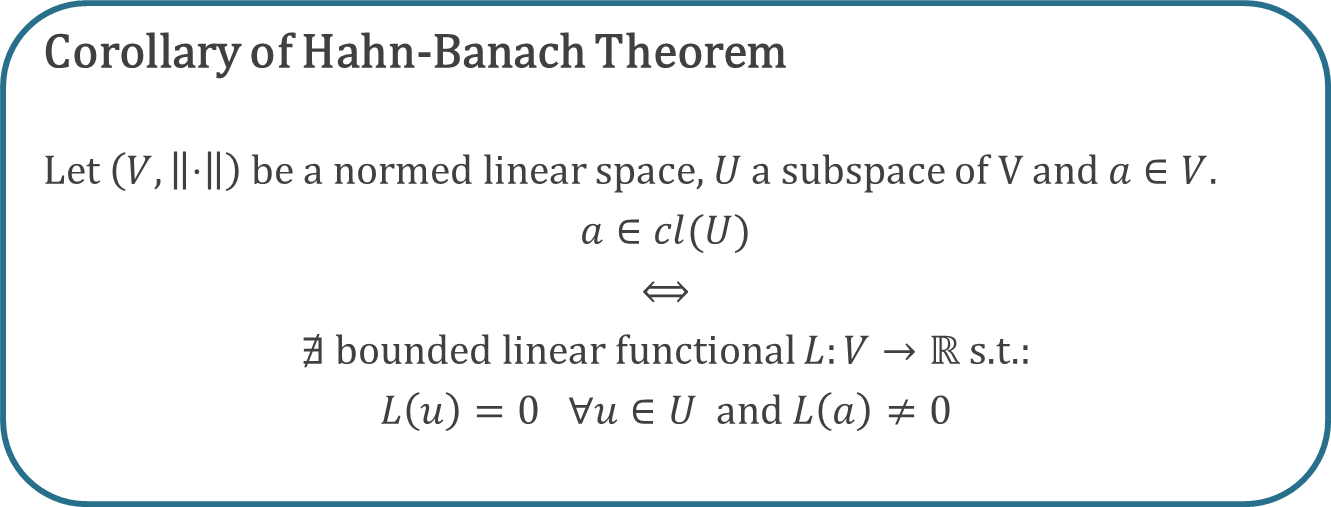 Corollary of Hahn-Banach Theorem
Let (𝑉, ‖·‖) be a normed linear space, 𝑈 a subspace of V and 𝑎 ∈ 𝑉.
𝑎 ∈ 𝑐𝑙(𝑈)
⟺
∄ bounded linear functional 𝐿: 𝑉 → ℝ s.t.:
𝐿(𝑢) = 0 ∀𝑢 ∈ 𝑈 and 𝐿(𝑎) ≠ 0